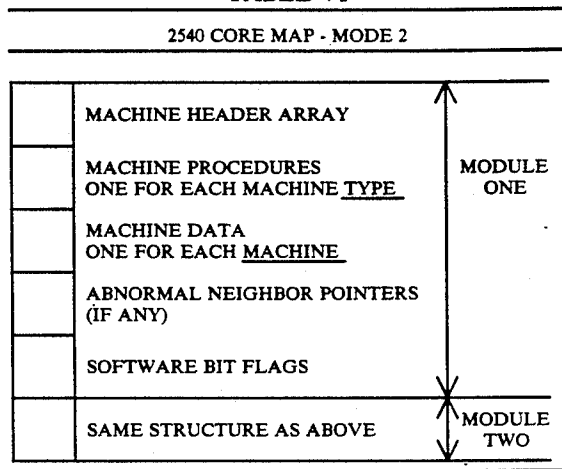 2540 CORE MAP - MODE 2
MACHINE HEADER ARRAY
MACHINE PROCEDURES
ONE FOR EACH MACHINE TYPE
MACHINE DATA
ONE FOR EACH MACHINE
ABNORMAL NEIGHBOR POINTERS
(IF ANY)
SOFTWARE BIT FLAGS
MODULE
ONE
SAME STRUCTURE AS ABOVE
MODULE
TWO